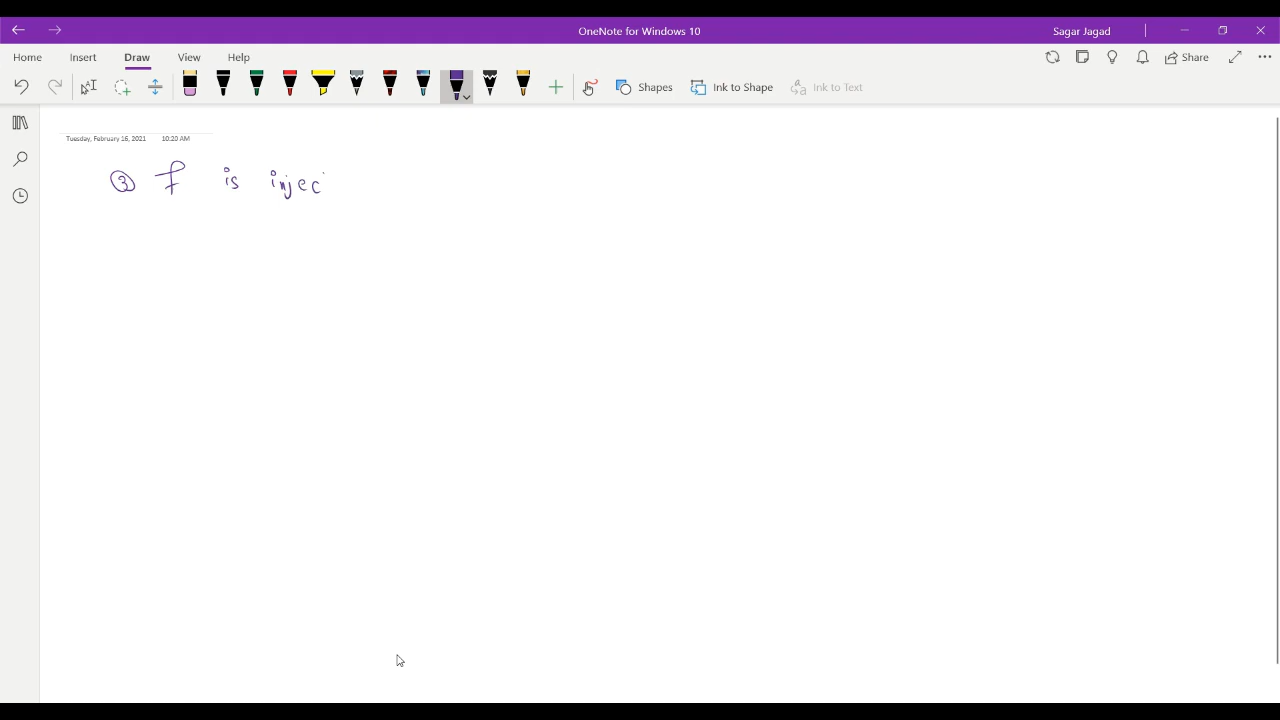 OneNote for Windows 10
Sagar Jagad
Home Insert Draw View Help
Share
Shapes Ink to Shape Ink to Text
Tuesday, February 16, 2021 10:20 AM
③ f is injec